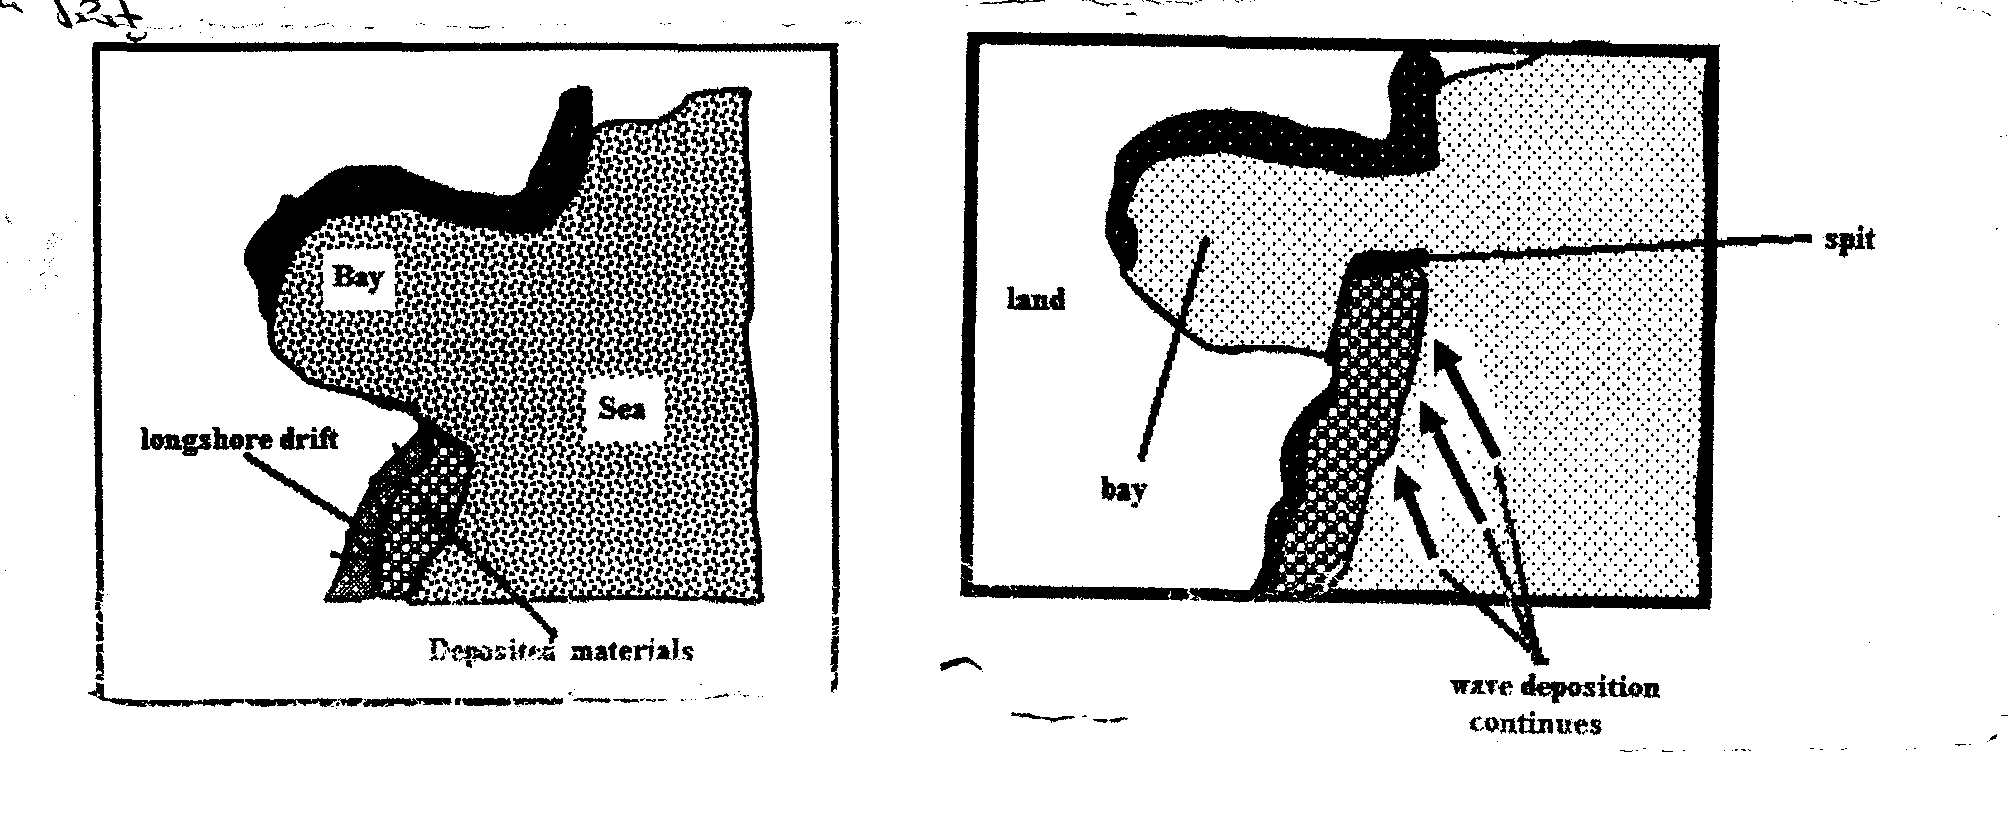 Bay
Sea
longshore drift
Deposited materials
spit
land
bay
wave deposition
continues